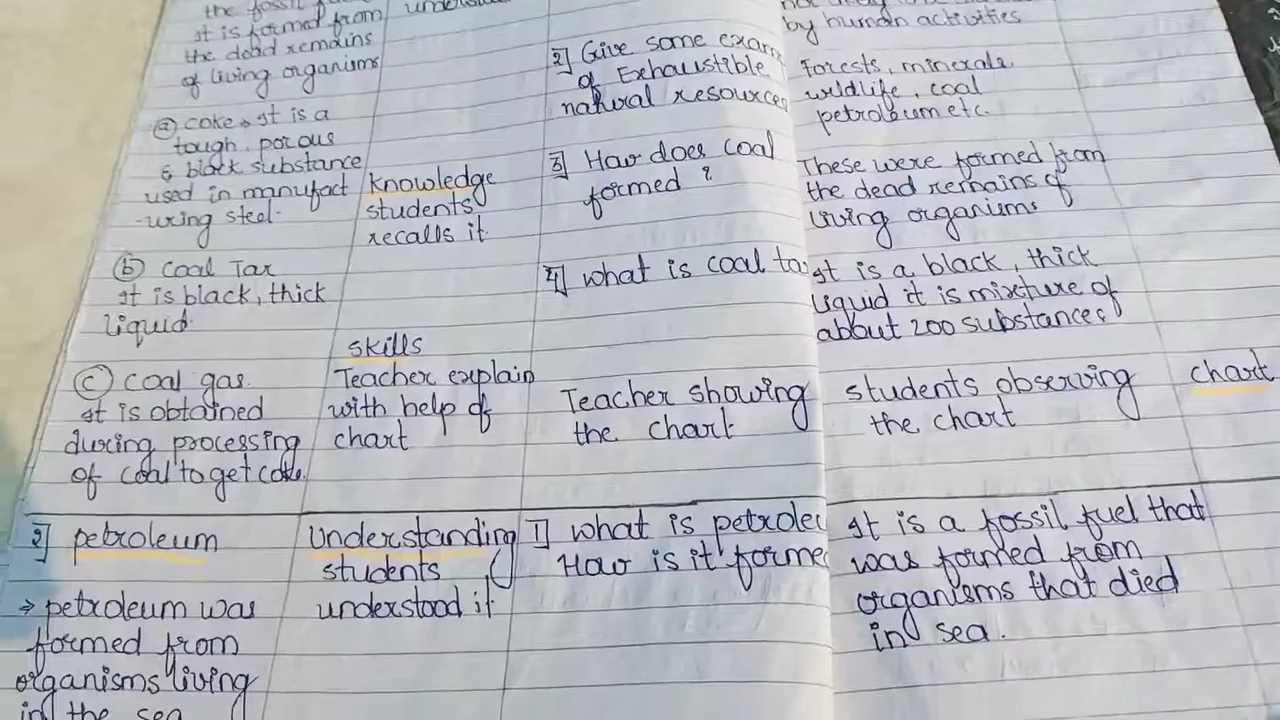 the fossil
It is formed from
the dead remains
of living organisms
ⓐ coke → It is a
tough, porous
& black substance
used in manufact
-uring steel.
ⓑ Coal Tar
It is black, thick
liquid.
ⓒ coal gas
It is obtained
during processing
of coal to get coke.
2] petroleum
→ petroleum was
formed from
organisms living
in the sea
Knowledge
students
recalls it
skills
Teacher explain
with help of
chart
Understanding
students
understood it
2] Give some exam
of Exhaustible
natural resources
3] How does coal
formed ?
4] what is coal ta
Teacher showing
the chart
1] what is petroleu
How is it forme
by human activities
Forests, minerals
wildlife, coal
petroleum etc.
These were formed from
the dead remains of
living organisms
It is a black, thick
liquid it is mixture of
about 200 substances
students observing
the chart
It is a fossil fuel that
was formed from
organisms that died
in sea.
chart